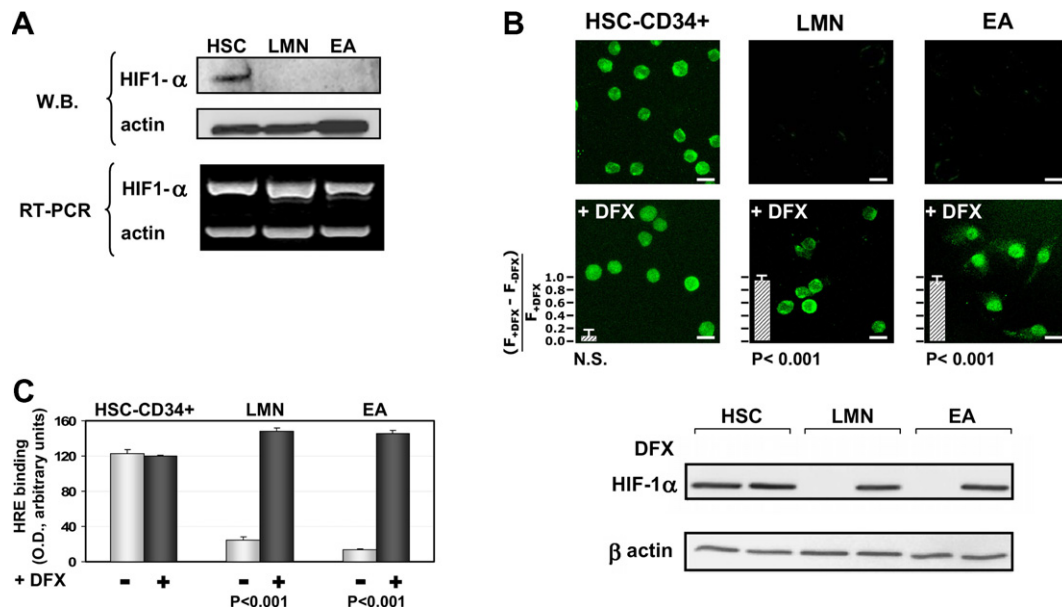 A
HSC LMN EA
W.B.
HIF1-α
actin
RT-PCR
HIF1-α
actin
B
HSC-CD34+ LMN EA
+ DFX + DFX + DFX
(F+DFX - F-DFX)
F+DFX
1.0
0.8
0.6
0.4
0.2
0.0
N.S. P< 0.001 P< 0.001
C
HSC-CD34+ LMN EA
HRE binding
(O.D., arbitrary units)
160
120
80
40
0
+ DFX - + - + - +
P<0.001 P<0.001
HSC LMN EA
DFX
HIF-1α
β actin